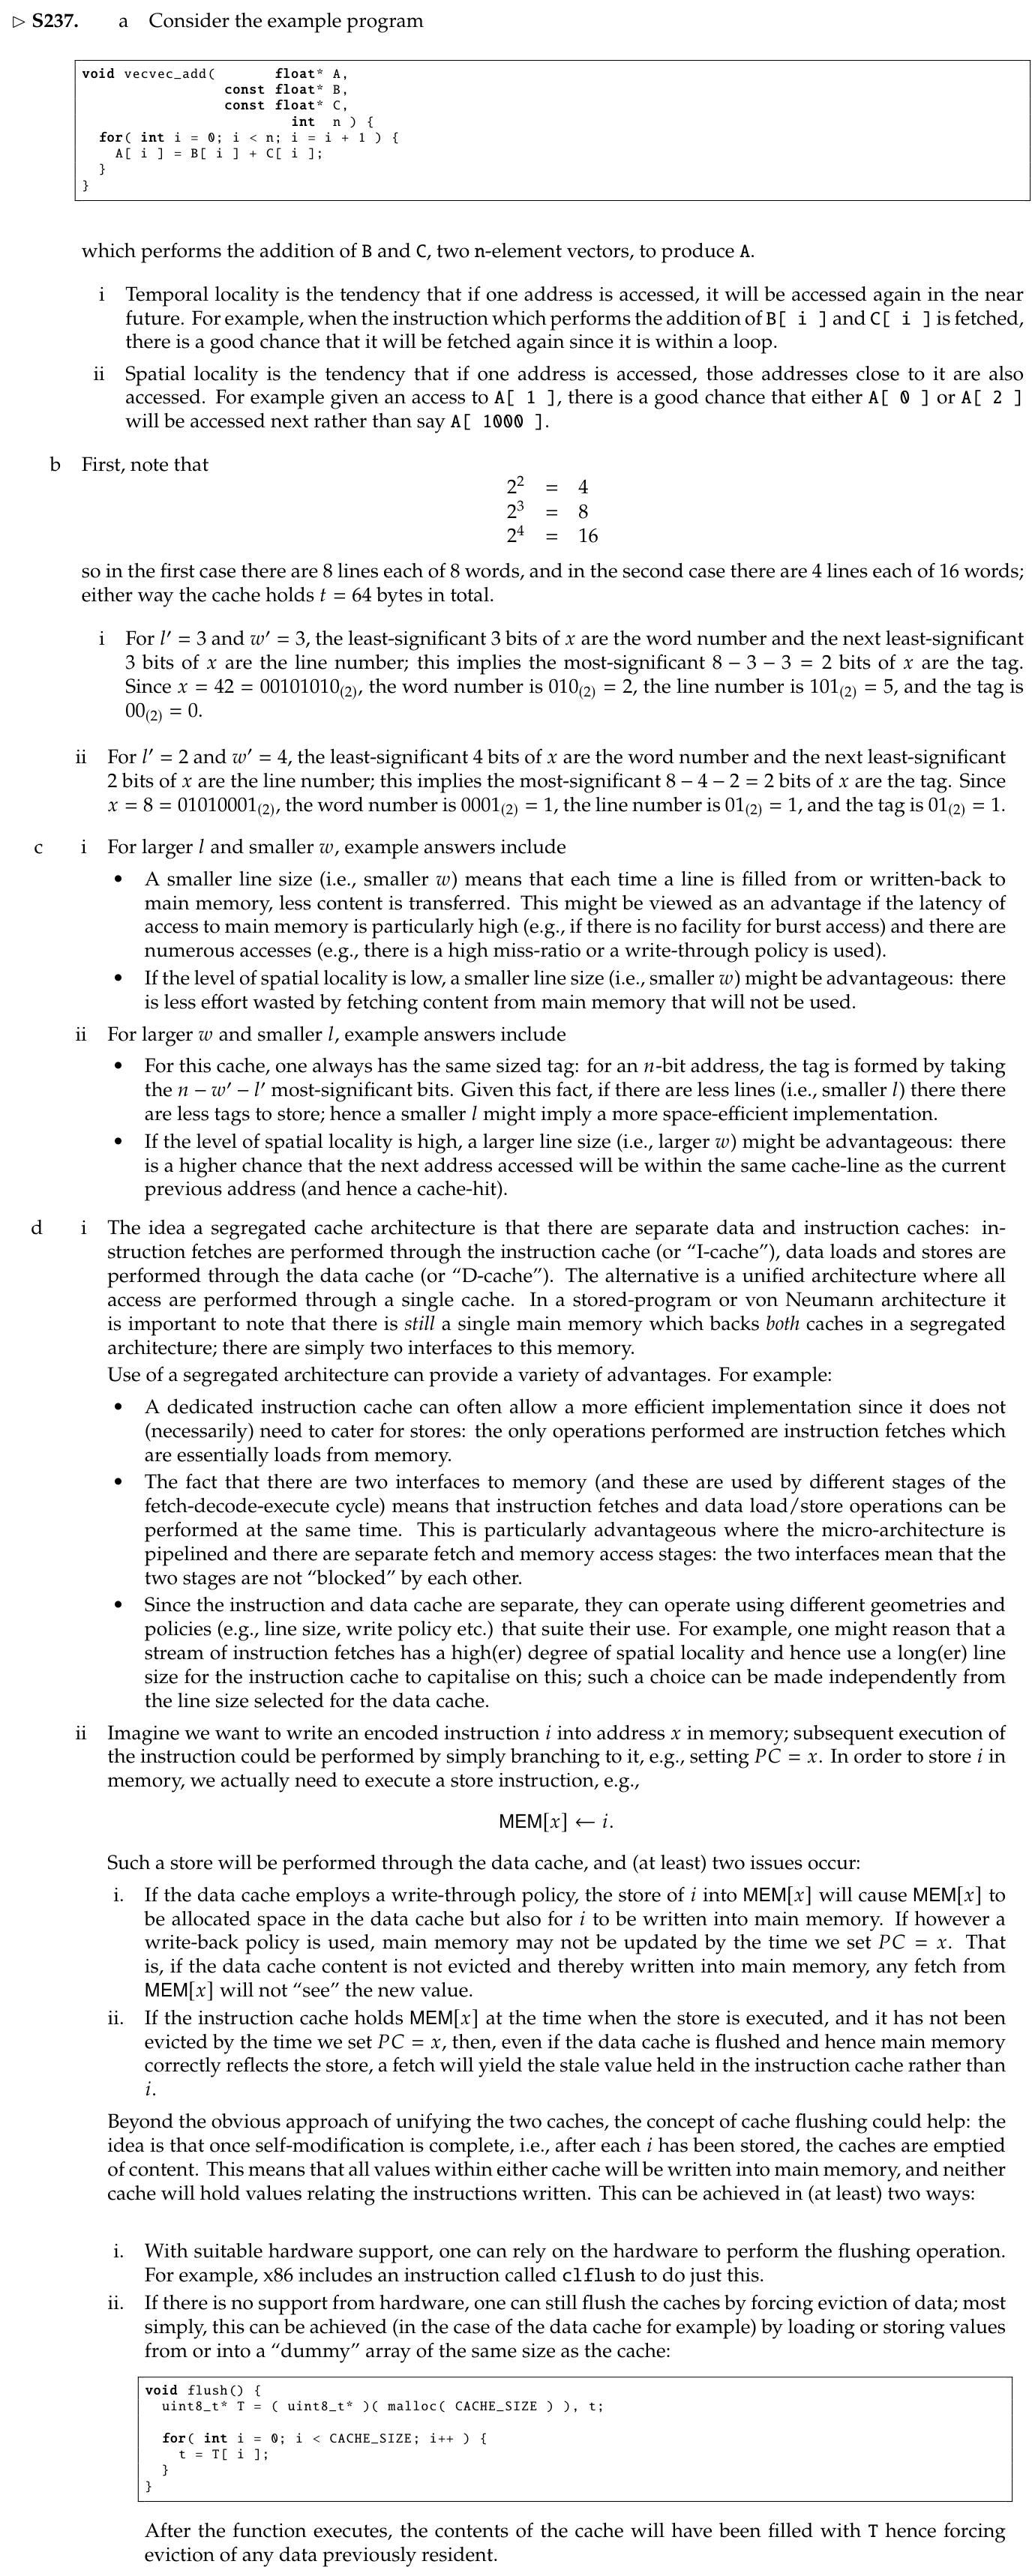 ▷ S237. a Consider the example program
void vecvec_add( float* A,
const float* B,
const float* C,
int n ) {
for( int i = 0; i < n; i = i + 1 ) {
A[ i ] = B[ i ] + C[ i ];
}
}
which performs the addition of B and C, two n-element vectors, to produce A.
i Temporal locality is the tendency that if one address is accessed, it will be accessed again in the near
future. For example, when the instruction which performs the addition of B[ i ] and C[ i ] is fetched,
there is a good chance that it will be fetched again since it is within a loop.
ii Spatial locality is the tendency that if one address is accessed, those addresses close to it are also
accessed. For example given an access to A[ 1 ], there is a good chance that either A[ 0 ] or A[ 2 ]
will be accessed next rather than say A[ 1000 ].
b First, note that
2² = 4
2³ = 8
2⁴ = 16
so in the first case there are 8 lines each of 8 words, and in the second case there are 4 lines each of 16 words;
either way the cache holds t = 64 bytes in total.
i For l′ = 3 and w′ = 3, the least-significant 3 bits of x are the word number and the next least-significant
3 bits of x are the line number; this implies the most-significant 8 − 3 − 3 = 2 bits of x are the tag.
Since x = 42 = 00101010₍₂₎, the word number is 010₍₂₎ = 2, the line number is 101₍₂₎ = 5, and the tag is
00₍₂₎ = 0.
ii For l′ = 2 and w′ = 4, the least-significant 4 bits of x are the word number and the next least-significant
2 bits of x are the line number; this implies the most-significant 8 − 4 − 2 = 2 bits of x are the tag. Since
x = 8 = 01010001₍₂₎, the word number is 0001₍₂₎ = 1, the line number is 01₍₂₎ = 1, and the tag is 01₍₂₎ = 1.
c i For larger l and smaller w, example answers include
• A smaller line size (i.e., smaller w) means that each time a line is filled from or written-back to
main memory, less content is transferred. This might be viewed as an advantage if the latency of
access to main memory is particularly high (e.g., if there is no facility for burst access) and there are
numerous accesses (e.g., there is a high miss-ratio or a write-through policy is used).
• If the level of spatial locality is low, a smaller line size (i.e., smaller w) might be advantageous: there
is less effort wasted by fetching content from main memory that will not be used.
ii For larger w and smaller l, example answers include
• For this cache, one always has the same sized tag: for an n-bit address, the tag is formed by taking
the n − w′ − l′ most-significant bits. Given this fact, if there are less lines (i.e., smaller l) there there
are less tags to store; hence a smaller l might imply a more space-efficient implementation.
• If the level of spatial locality is high, a larger line size (i.e., larger w) might be advantageous: there
is a higher chance that the next address accessed will be within the same cache-line as the current
previous address (and hence a cache-hit).
d i The idea a segregated cache architecture is that there are separate data and instruction caches: in-
struction fetches are performed through the instruction cache (or “I-cache”), data loads and stores are
performed through the data cache (or “D-cache”). The alternative is a unified architecture where all
access are performed through a single cache. In a stored-program or von Neumann architecture it
is important to note that there is still a single main memory which backs both caches in a segregated
architecture; there are simply two interfaces to this memory.
Use of a segregated architecture can provide a variety of advantages. For example:
• A dedicated instruction cache can often allow a more efficient implementation since it does not
(necessarily) need to cater for stores: the only operations performed are instruction fetches which
are essentially loads from memory.
• The fact that there are two interfaces to memory (and these are used by different stages of the
fetch-decode-execute cycle) means that instruction fetches and data load/store operations can be
performed at the same time. This is particularly advantageous where the micro-architecture is
pipelined and there are separate fetch and memory access stages: the two interfaces mean that the
two stages are not “blocked” by each other.
• Since the instruction and data cache are separate, they can operate using different geometries and
policies (e.g., line size, write policy etc.) that suite their use. For example, one might reason that a
stream of instruction fetches has a high(er) degree of spatial locality and hence use a long(er) line
size for the instruction cache to capitalise on this; such a choice can be made independently from
the line size selected for the data cache.
ii Imagine we want to write an encoded instruction i into address x in memory; subsequent execution of
the instruction could be performed by simply branching to it, e.g., setting PC = x. In order to store i in
memory, we actually need to execute a store instruction, e.g.,
MEM[x] ← i.
Such a store will be performed through the data cache, and (at least) two issues occur:
i. If the data cache employs a write-through policy, the store of i into MEM[x] will cause MEM[x] to
be allocated space in the data cache but also for i to be written into main memory. If however a
write-back policy is used, main memory may not be updated by the time we set PC = x. That
is, if the data cache content is not evicted and thereby written into main memory, any fetch from
MEM[x] will not “see” the new value.
ii. If the instruction cache holds MEM[x] at the time when the store is executed, and it has not been
evicted by the time we set PC = x, then, even if the data cache is flushed and hence main memory
correctly reflects the store, a fetch will yield the stale value held in the instruction cache rather than
i.
Beyond the obvious approach of unifying the two caches, the concept of cache flushing could help: the
idea is that once self-modification is complete, i.e., after each i has been stored, the caches are emptied
of content. This means that all values within either cache will be written into main memory, and neither
cache will hold values relating the instructions written. This can be achieved in (at least) two ways:
i. With suitable hardware support, one can rely on the hardware to perform the flushing operation.
For example, x86 includes an instruction called clflush to do just this.
ii. If there is no support from hardware, one can still flush the caches by forcing eviction of data; most
simply, this can be achieved (in the case of the data cache for example) by loading or storing values
from or into a “dummy” array of the same size as the cache:
void flush() {
uint8_t* T = ( uint8_t* )( malloc( CACHE_SIZE ) ), t;
for( int i = 0; i < CACHE_SIZE; i++ ) {
t = T[ i ];
}
}
After the function executes, the contents of the cache will have been filled with T hence forcing
eviction of any data previously resident.